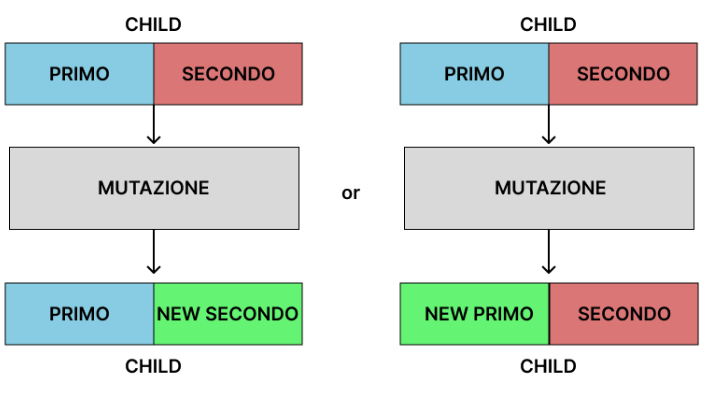 CHILD
PRIMO SECONDO
MUTAZIONE
PRIMO NEW SECONDO
CHILD
or
CHILD
PRIMO SECONDO
MUTAZIONE
NEW PRIMO SECONDO
CHILD